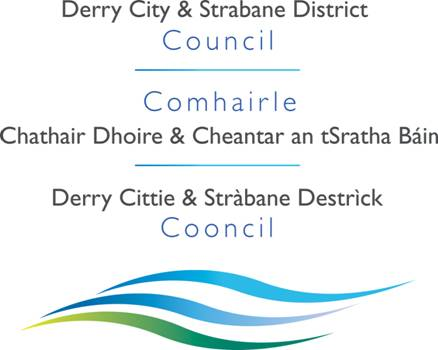 Derry City & Strabane District
Council
Comhairle
Chathair Dhoire & Cheantar an tSratha Báin
Derry Cittie & Stràbane Destrìck
Cooncil